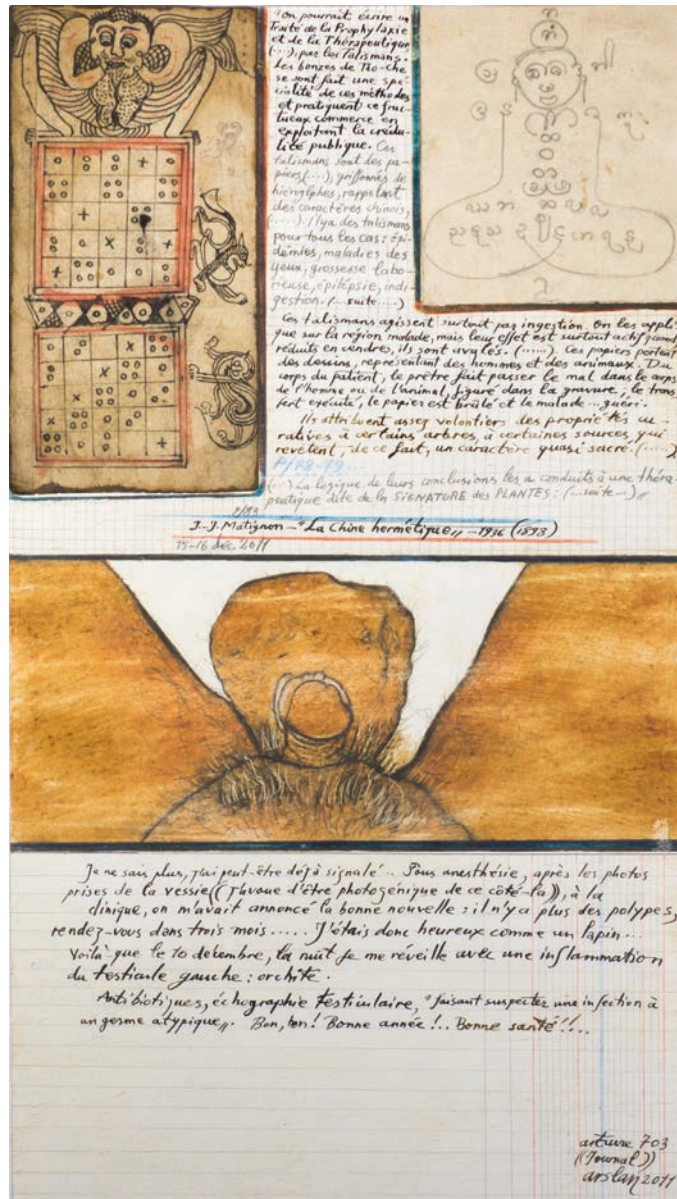 "on pourrait écrire un
Traité de la Prophylaxie
et de la Thérapeutique
(...), par les Talismans.
Les bonzes de Tao-Che
se sont fait une spé-
cialité de ces méthodes
et pratiquent ce fruc-
tueux commerce en
exploitant la crédu-
lité publique. Ces
talismans sont des pa-
piers(....), griffonnés de
hiéroglyphes, rappelant
des caractères chinois,
(....). Il y a des talismans
pour tous les cas: épi-
démies, maladies des
yeux, grossesse labo-
rieuse, épilépsie, indi-
gestion. (...suite....)
Ces talismans agissent surtout par ingestion. On les appli-
que sur la région malade, mais leur effet est surtout actif quand
réduits en cendres, ils sont avalés. (......). Ces papiers portent
des dessins, représentant des hommes et des animaux. Du
corps du patient, le prêtre fait passer le mal dans le corps
de l'homme ou de l'animal, figuré dans la gravure, le trans-
fert exécuté, le papier est brûlé et le malade... guéri.
Ils attribuent assez volontiers des propriétés cu-
ratives à certains arbres, à certaines sources, qui
revêtent, de ce fait, un caractère quasi sacré. (.....)
P/18-19...
(...) La logique de leurs conclusions les a conduits à une théra-
peutique dite de la SIGNATURE des PLANTES: (...suite...)"
J.-J. Matignon - "La Chine hermétique" - 1936 (1898)
15-16 déc. 2011
Je ne sais plus, j'ai peut-être déjà signalé... Sous anesthésie, après les photos
prises de la vessie ((J'avoue d'être photogénique de ce côté-là)), à la
clinique, on m'avait annoncé la bonne nouvelle: il n'y a plus des polypes,
rendez-vous dans trois mois..... J'étais donc heureux comme un lapin...
Voilà que le 10 décembre, la nuit je me réveille avec une inflammation
du testicule gauche: orchite.
Antibiotiques, échographie testiculaire, "faisant suspecter une infection à
un germe atypique". Bon, bon! Bonne année!.. Bonne santé!!...
arture 703
((Journal))
arslan 2011